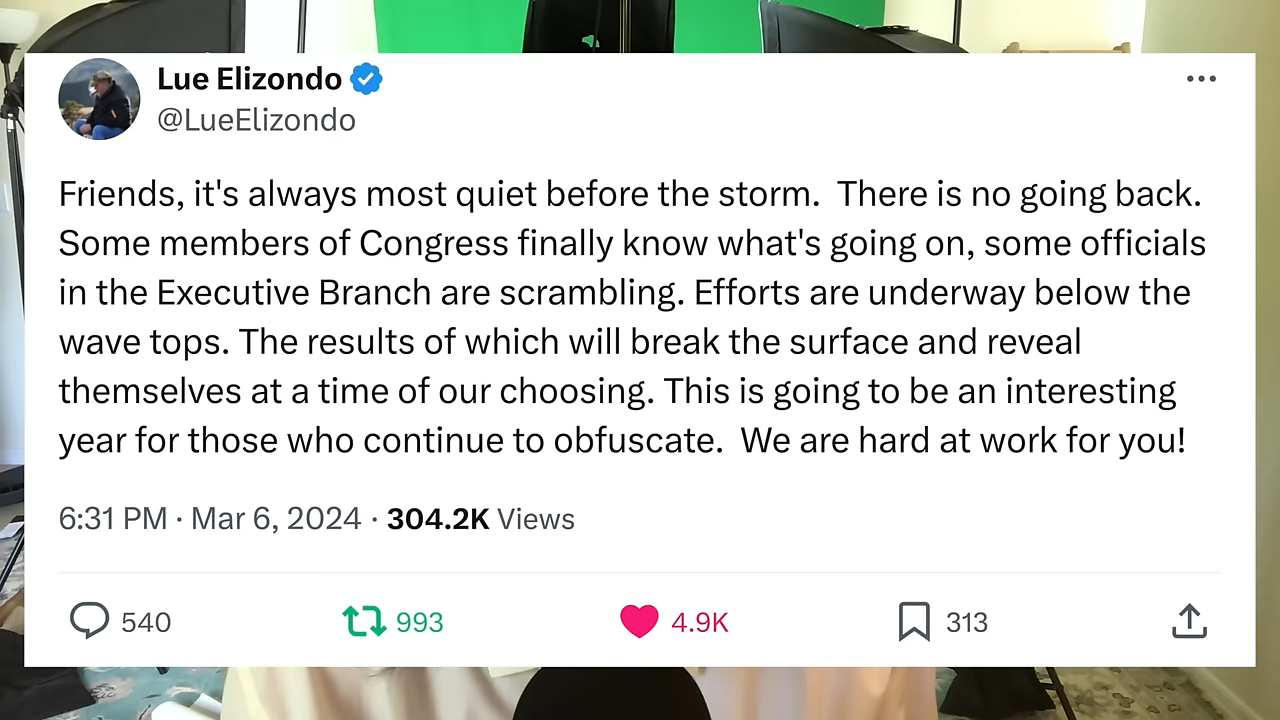 Lue Elizondo
@LueElizondo
Friends, it's always most quiet before the storm.  There is no going back.
Some members of Congress finally know what's going on, some officials
in the Executive Branch are scrambling. Efforts are underway below the
wave tops. The results of which will break the surface and reveal
themselves at a time of our choosing. This is going to be an interesting
year for those who continue to obfuscate.  We are hard at work for you!
6:31 PM · Mar 6, 2024 · 304.2K Views
540 993 4.9K 313